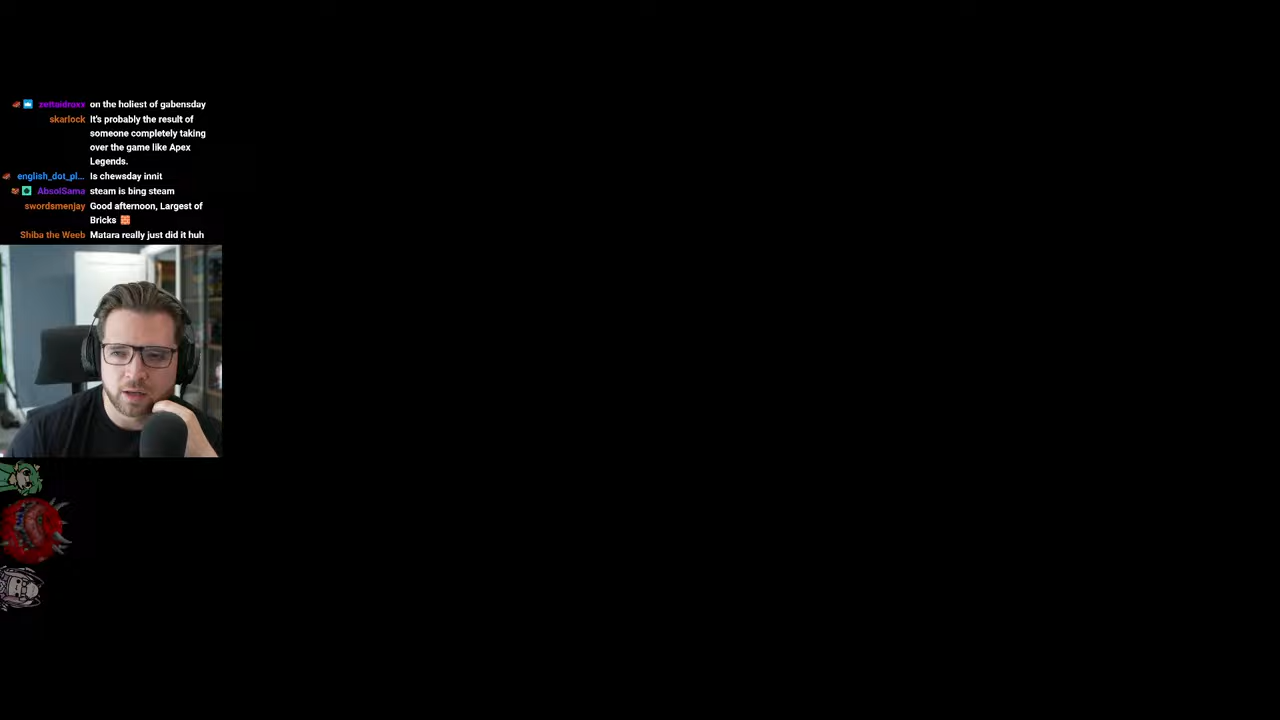 zettaidroxx on the holiest of gabensday
skarlock It's probably the result of
someone completely taking
over the game like Apex
Legends.
english_dot_pl... Is chewsday innit
AbsolSama steam is bing steam
swordsmenjay Good afternoon, Largest of
Bricks
Shiba the Weeb Matara really just did it huh